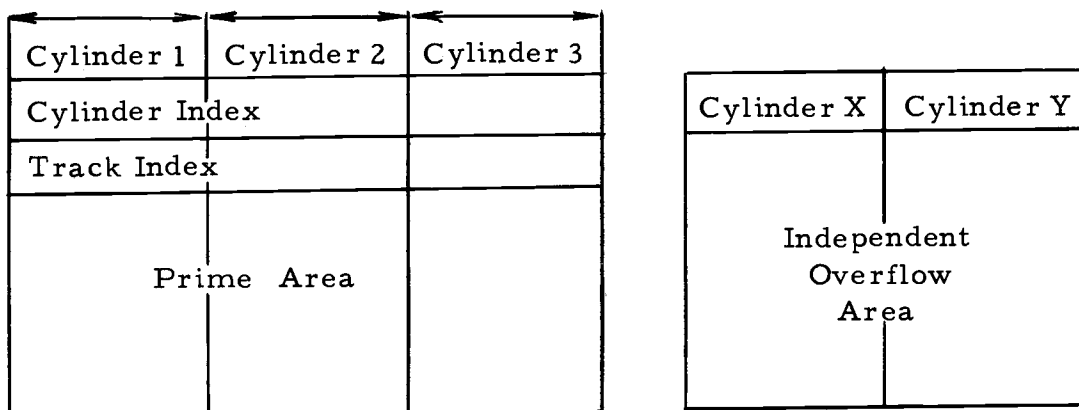 Cylinder 1 Cylinder 2 Cylinder 3
Cylinder Index
Track Index
Prime Area
Cylinder X Cylinder Y
Independent
Overflow
Area